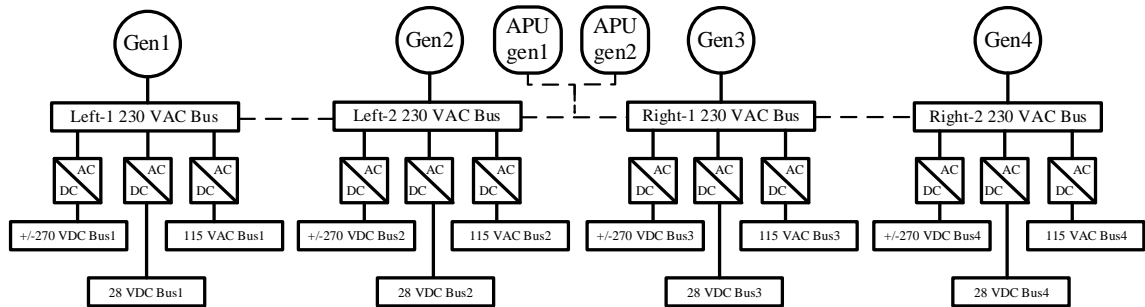 Gen1
Gen2
APU
gen1
APU
gen2
Gen3
Gen4
Left-1 230 VAC Bus
Left-2 230 VAC Bus
Right-1 230 VAC Bus
Right-2 230 VAC Bus
AC
DC
AC
DC
AC
DC
AC
DC
AC
DC
AC
DC
AC
DC
AC
DC
AC
DC
AC
DC
AC
DC
AC
DC
+/-270 VDC Bus1
115 VAC Bus1
+/-270 VDC Bus2
115 VAC Bus2
+/-270 VDC Bus3
115 VAC Bus3
+/-270 VDC Bus4
115 VAC Bus4
28 VDC Bus1
28 VDC Bus2
28 VDC Bus3
28 VDC Bus4